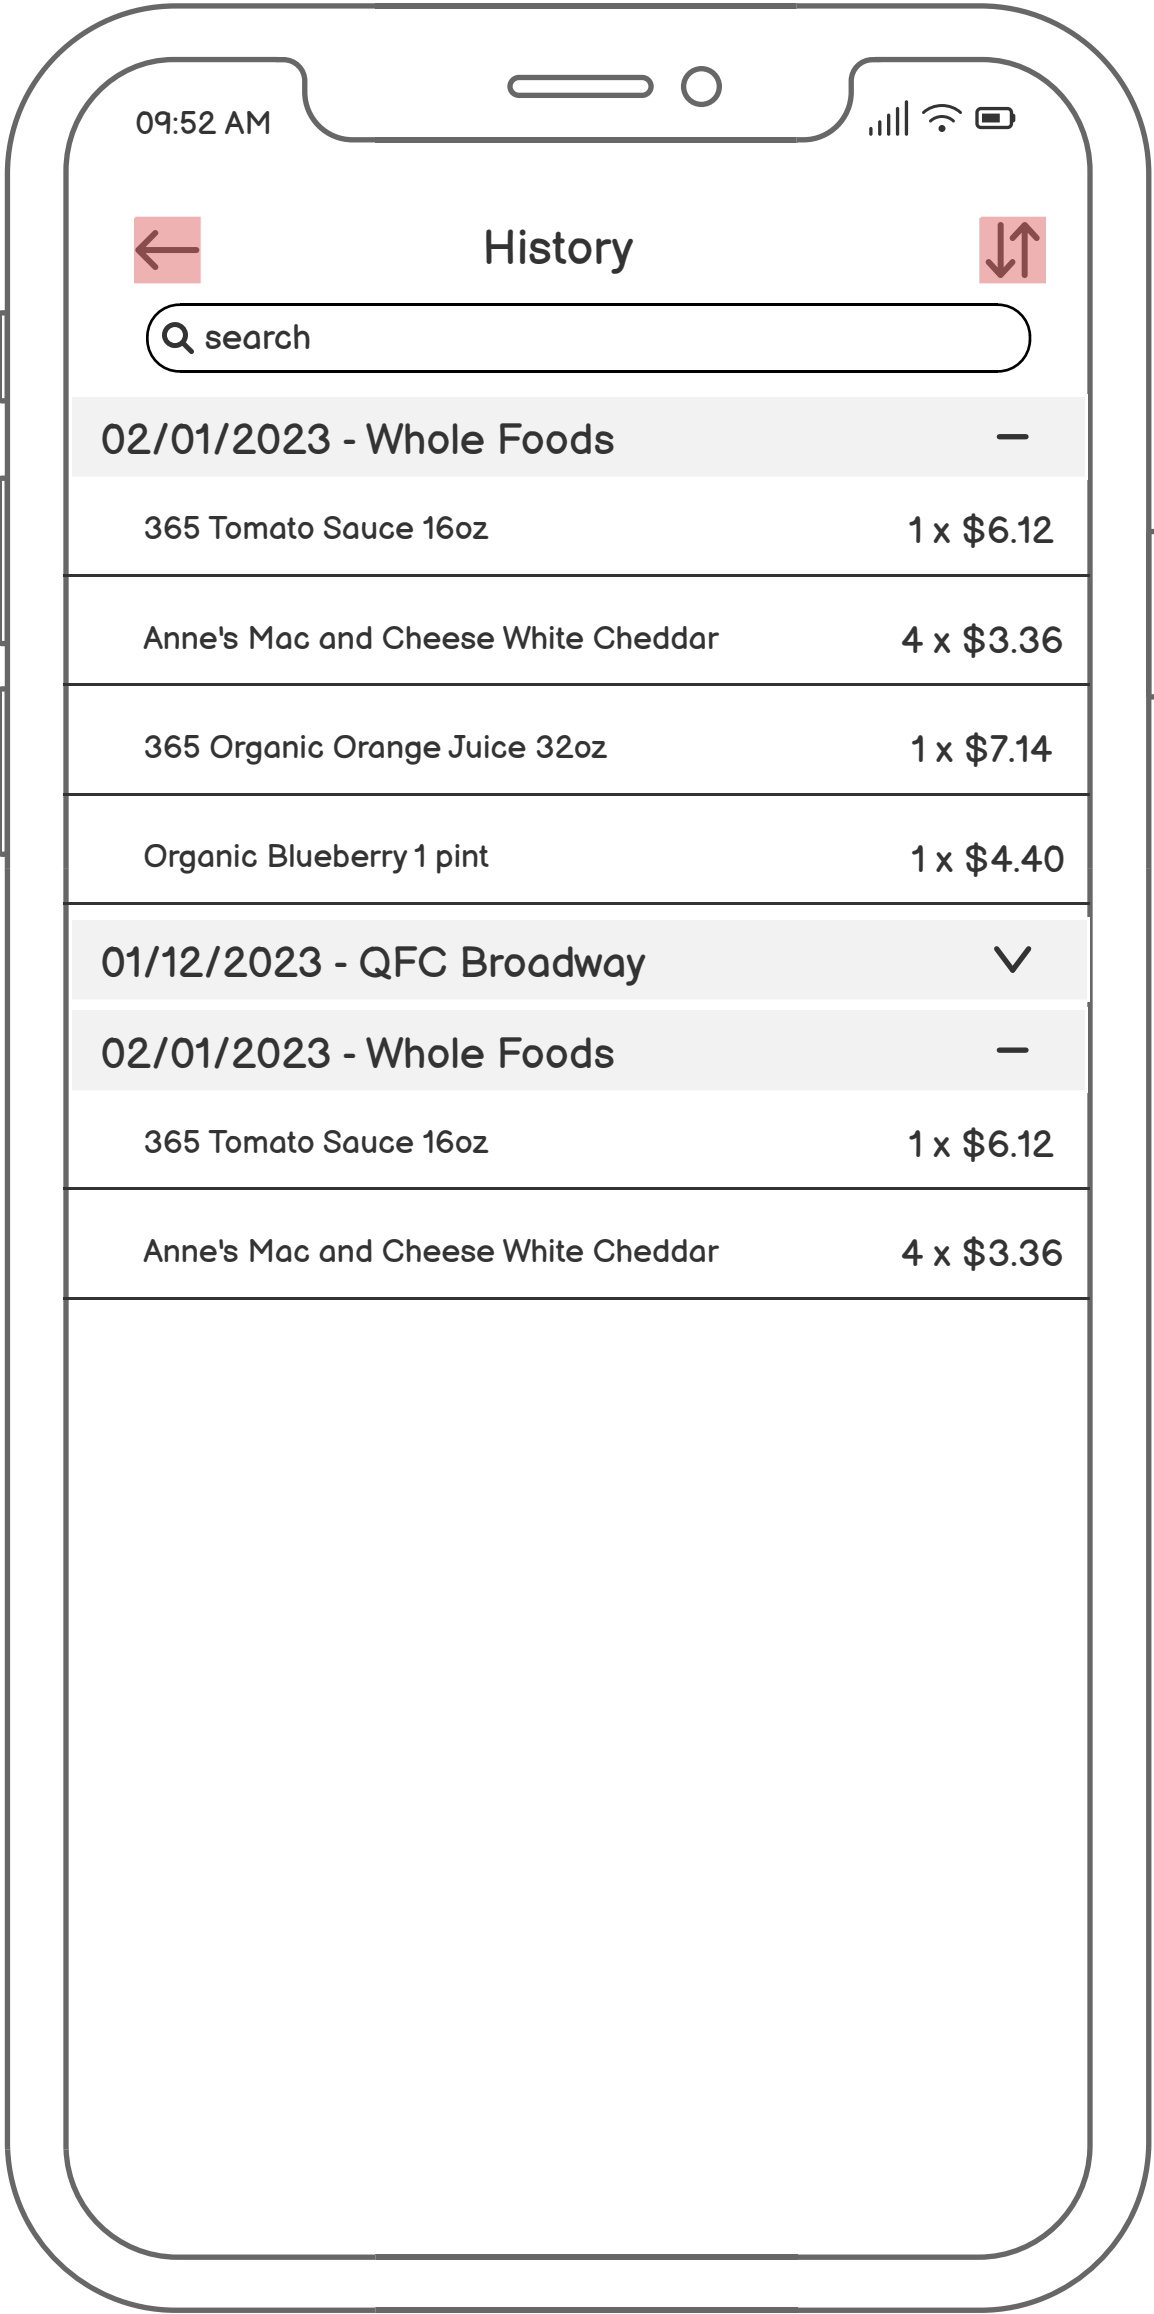 09:52 AM
History
search
02/01/2023 - Whole Foods
365 Tomato Sauce 16oz 1 x $6.12
Anne's Mac and Cheese White Cheddar 4 x $3.36
365 Organic Orange Juice 32oz 1 x $7.14
Organic Blueberry 1 pint 1 x $4.40
01/12/2023 - QFC Broadway
02/01/2023 - Whole Foods
365 Tomato Sauce 16oz 1 x $6.12
Anne's Mac and Cheese White Cheddar 4 x $3.36